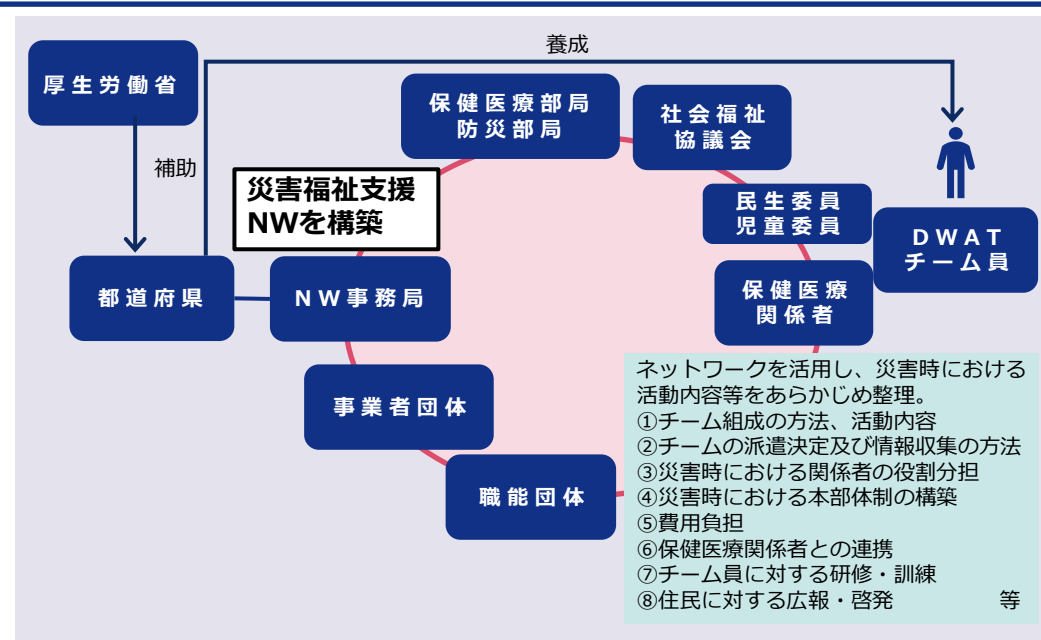 養成
厚生労働省
保健医療部局
防災部局
社会福祉
協議会
補助
災害福祉支援
NWを構築
民生委員
児童委員
DWAT
チーム員
都道府県
NW事務局
保健医療
関係者
事業者団体
職能団体
ネットワークを活用し、災害時における
活動内容等をあらかじめ整理。
①チーム組成の方法、活動内容
②チームの派遣決定及び情報収集の方法
③災害時における関係者の役割分担
④災害時における本部体制の構築
⑤費用負担
⑥保健医療関係者との連携
⑦チーム員に対する研修・訓練
⑧住民に対する広報・啓発 等